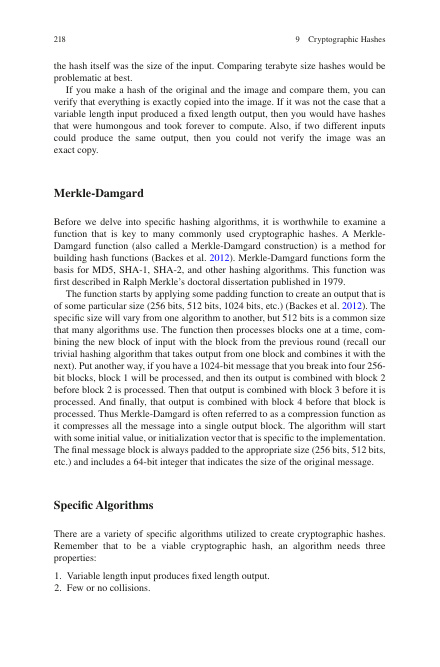 218 9 Cryptographic Hashes
the hash itself was the size of the input. Comparing terabyte size hashes would be
problematic at best.
If you make a hash of the original and the image and compare them, you can
verify that everything is exactly copied into the image. If it was not the case that a
variable length input produced a fixed length output, then you would have hashes
that were humongous and took forever to compute. Also, if two different inputs
could produce the same output, then you could not verify the image was an
exact copy.
Merkle-Damgard
Before we delve into specific hashing algorithms, it is worthwhile to examine a
function that is key to many commonly used cryptographic hashes. A Merkle-
Damgard function (also called a Merkle-Damgard construction) is a method for
building hash functions (Backes et al. 2012). Merkle-Damgard functions form the
basis for MD5, SHA-1, SHA-2, and other hashing algorithms. This function was
first described in Ralph Merkle's doctoral dissertation published in 1979.
The function starts by applying some padding function to create an output that is
of some particular size (256 bits, 512 bits, 1024 bits, etc.) (Backes et al. 2012). The
specific size will vary from one algorithm to another, but 512 bits is a common size
that many algorithms use. The function then processes blocks one at a time, com-
bining the new block of input with the block from the previous round (recall our
trivial hashing algorithm that takes output from one block and combines it with the
next). Put another way, if you have a 1024-bit message that you break into four 256-
bit blocks, block 1 will be processed, and then its output is combined with block 2
before block 2 is processed. Then that output is combined with block 3 before it is
processed. And finally, that output is combined with block 4 before that block is
processed. Thus Merkle-Damgard is often referred to as a compression function as
it compresses all the message into a single output block. The algorithm will start
with some initial value, or initialization vector that is specific to the implementation.
The final message block is always padded to the appropriate size (256 bits, 512 bits,
etc.) and includes a 64-bit integer that indicates the size of the original message.
Specific Algorithms
There are a variety of specific algorithms utilized to create cryptographic hashes.
Remember that to be a viable cryptographic hash, an algorithm needs three
properties:
1. Variable length input produces fixed length output.
2. Few or no collisions.